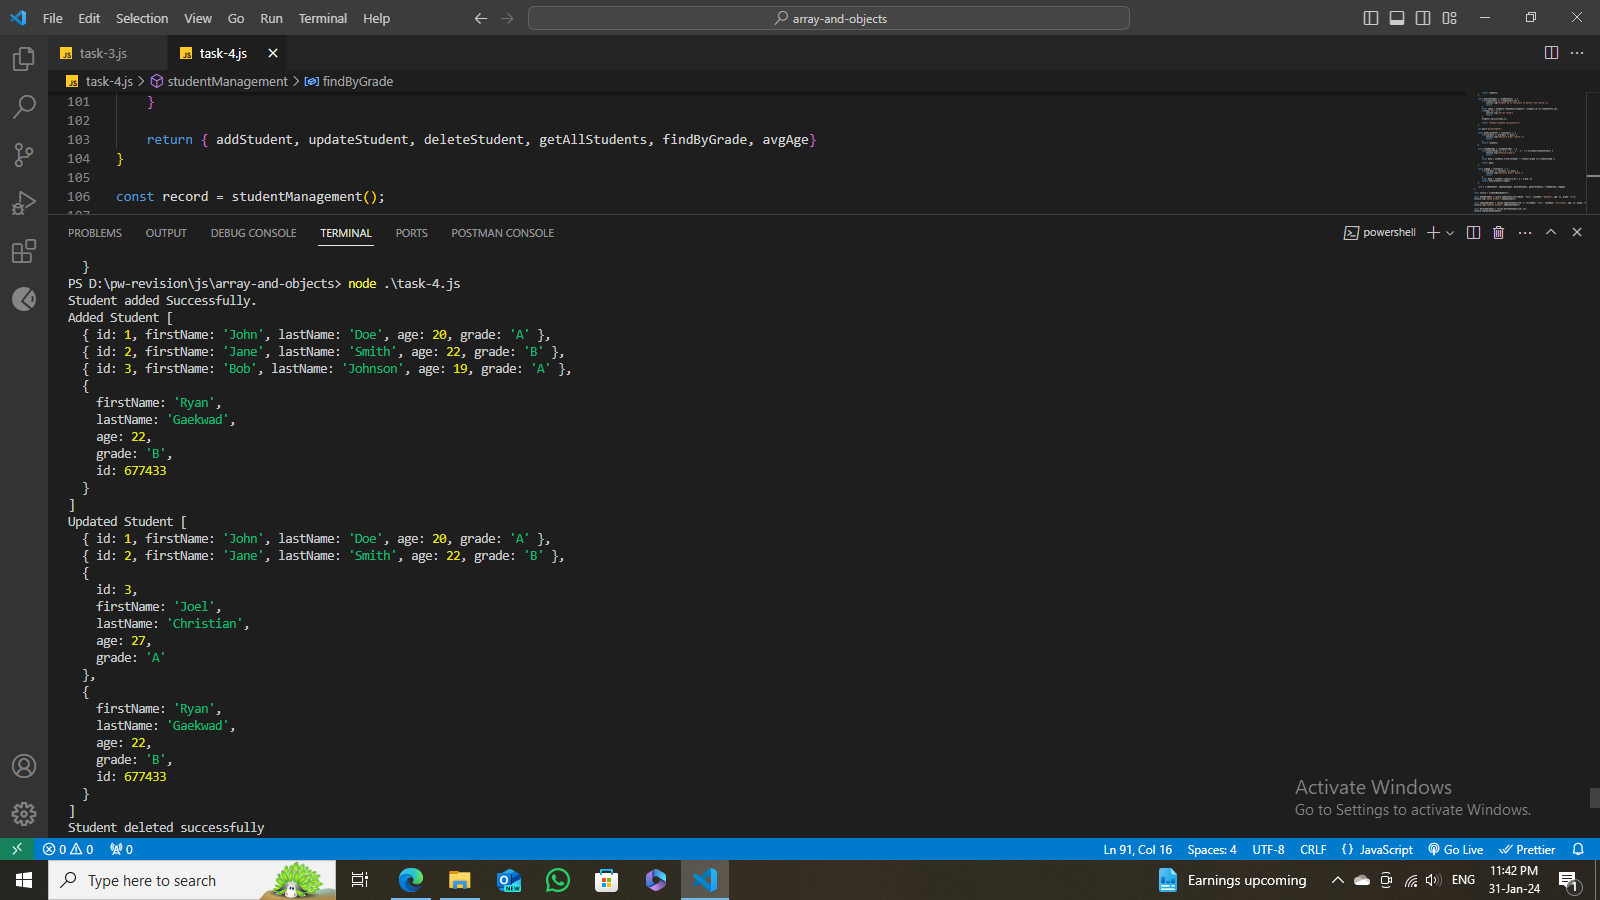 File Edit Selection View Go Run Terminal Help
array-and-objects
JS task-3.js
JS task-4.js
JS task-4.js > studentManagement > findByGrade
101 }
102
103 return { addStudent, updateStudent, deleteStudent, getAllStudents, findByGrade, avgAge}
104 }
105
106 const record = studentManagement();
PROBLEMS OUTPUT DEBUG CONSOLE TERMINAL PORTS POSTMAN CONSOLE
powershell
}
PS D:\pw-revision\js\array-and-objects> node .\task-4.js
Student added Successfully.
Added Student [
{ id: 1, firstName: 'John', lastName: 'Doe', age: 20, grade: 'A' },
{ id: 2, firstName: 'Jane', lastName: 'Smith', age: 22, grade: 'B' },
{ id: 3, firstName: 'Bob', lastName: 'Johnson', age: 19, grade: 'A' },
{
firstName: 'Ryan',
lastName: 'Gaekwad',
age: 22,
grade: 'B',
id: 677433
}
]
Updated Student [
{ id: 1, firstName: 'John', lastName: 'Doe', age: 20, grade: 'A' },
{ id: 2, firstName: 'Jane', lastName: 'Smith', age: 22, grade: 'B' },
{
id: 3,
firstName: 'Joel',
lastName: 'Christian',
age: 27,
grade: 'A'
},
{
firstName: 'Ryan',
lastName: 'Gaekwad',
age: 22,
grade: 'B',
id: 677433
}
]
Student deleted successfully
Activate Windows
Go to Settings to activate Windows.
0 0 0
Ln 91, Col 16 Spaces: 4 UTF-8 CRLF {} JavaScript Go Live Prettier
Type here to search
NEW
Earnings upcoming
ENG
11:42 PM
31-Jan-24
1